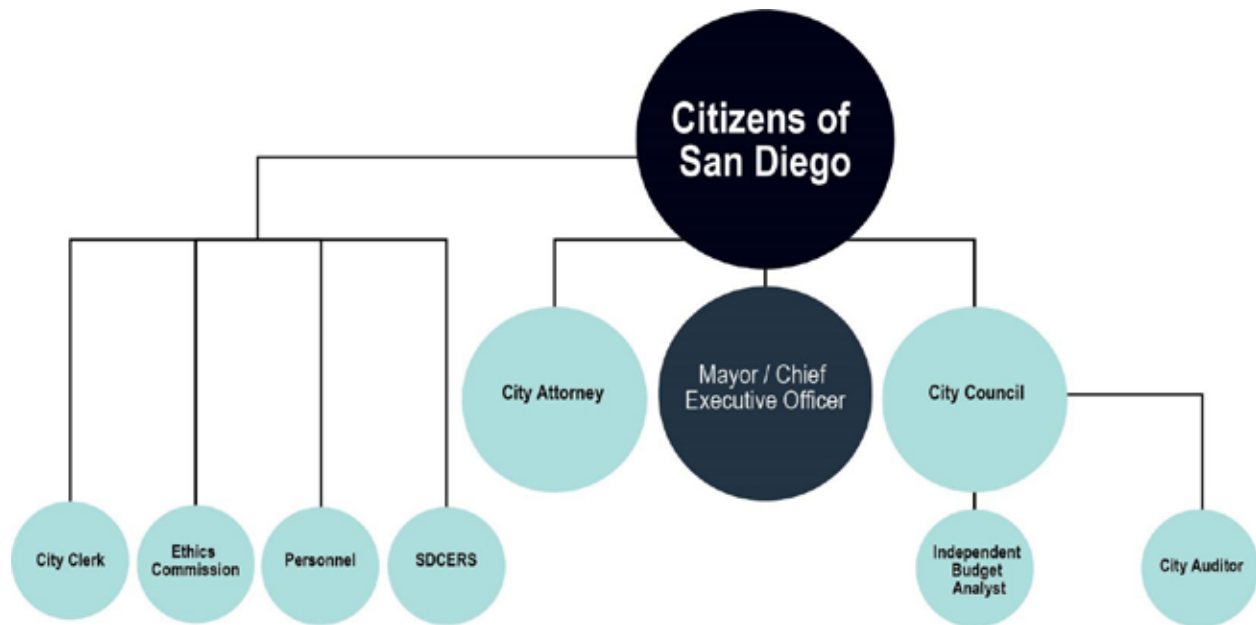 Citizens of
San Diego
City Attorney
Mayor / Chief
Executive Officer
City Council
City Clerk
Ethics
Commission
Personnel
SDCERS
Independent
Budget
Analyst
City Auditor